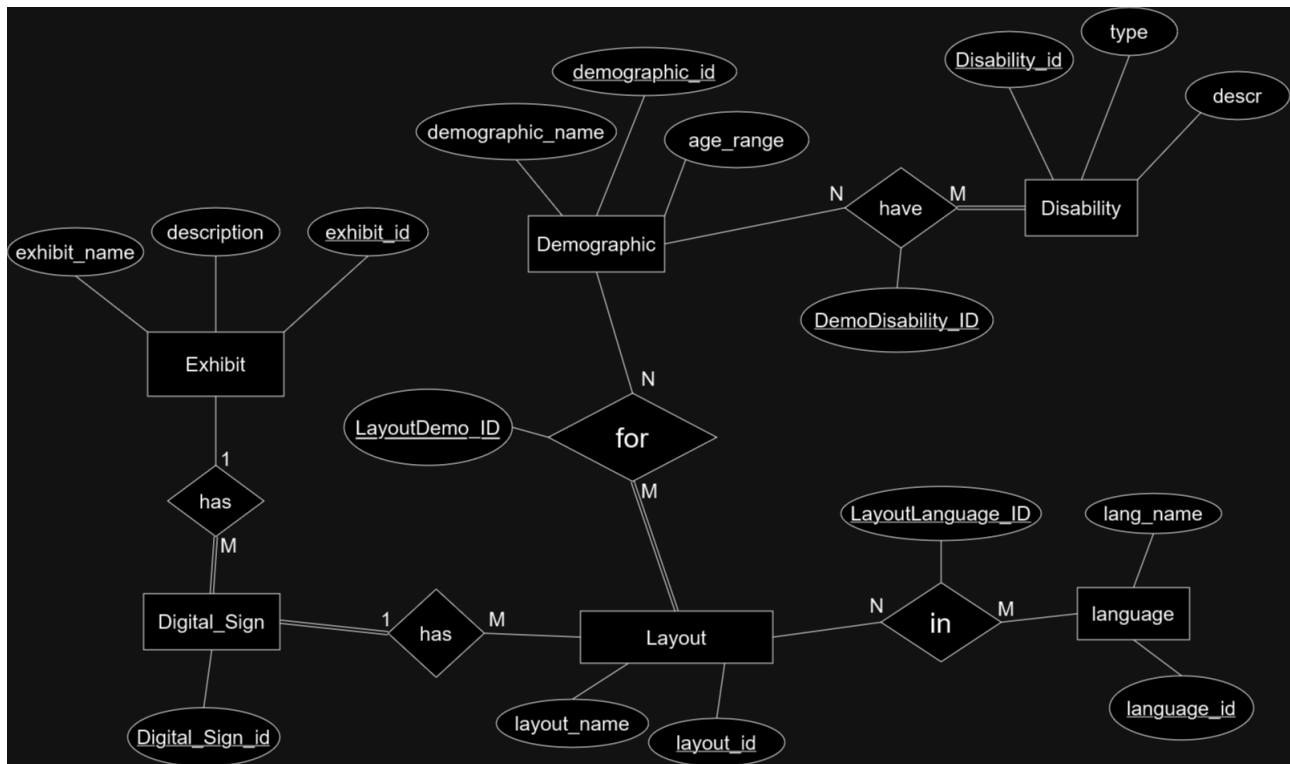 type
Disability_id
demographic_id
descr
demographic_name
age_range
N
M
have
Disability
description
exhibit_id
exhibit_name
Demographic
DemoDisability_ID
Exhibit
N
LayoutDemo_ID
for
1
has
M
M
LayoutLanguage_ID
lang_name
Digital_Sign
1
has
M
Layout
N
in
M
language
layout_name
layout_id
language_id
Digital_Sign_id